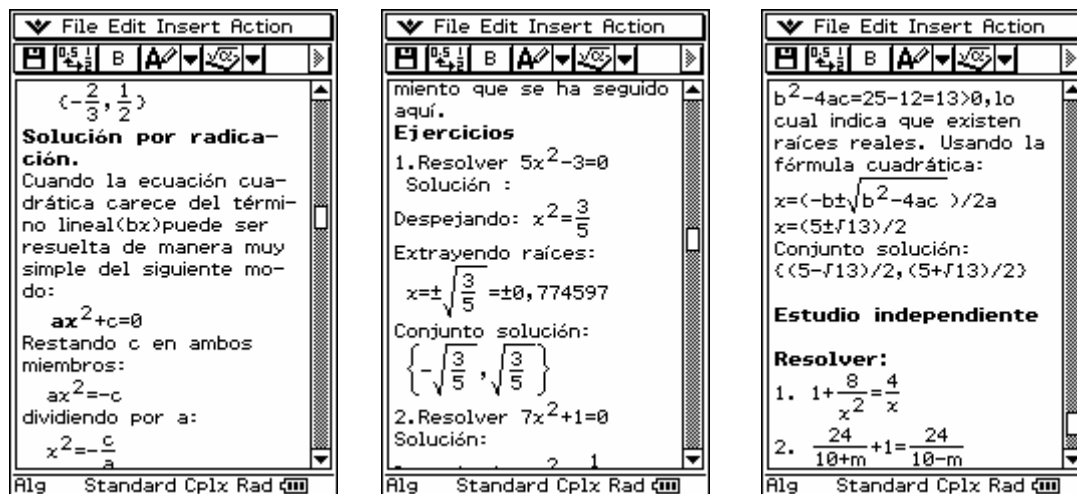 File Edit Insert Action
B
{-2/3, 1/2}
Solución por radica-
ción.
Cuando la ecuación cua-
drática carece del térmi-
no lineal(bx)puede ser
resuelta de manera muy
simple del siguiente mo-
do:
ax²+c=0
Restando c en ambos
miembros:
ax²=-c
dividiendo por a:
x²=-c/a
Alg Standard Cplx Rad
File Edit Insert Action
B
miento que se ha seguido
aquí.
Ejercicios
1.Resolver 5x²-3=0
Solución :
Despejando: x²=3/5
Extrayendo raíces:
x=±√(3/5)=±0,774597
Conjunto solución:
{-√(3/5),√(3/5)}
2.Resolver 7x²+1=0
Solución:
Alg Standard Cplx Rad
File Edit Insert Action
B
b²-4ac=25-12=13>0,lo
cual indica que existen
raíces reales. Usando la
fórmula cuadrática:
x=(-b±√b²-4ac )/2a
x=(5±√13)/2
Conjunto solución:
{(5-√13)/2,(5+√13)/2}
Estudio independiente
Resolver:
1. 1+8/x²=4/x
2. 24/10+m+1=24/10-m
Alg Standard Cplx Rad